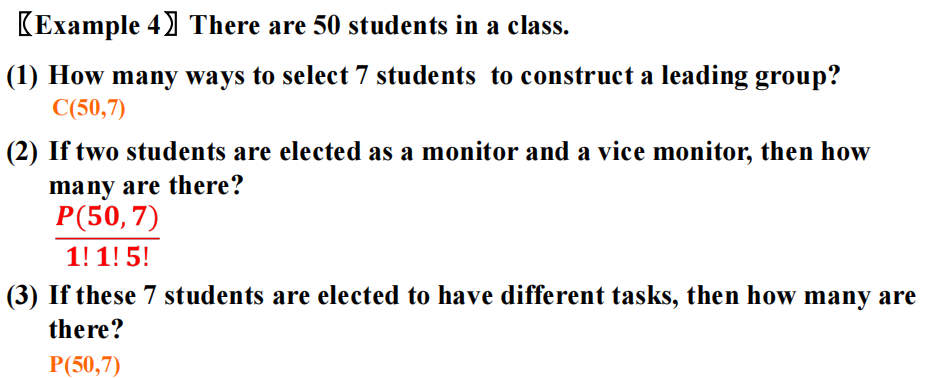 〖Example 4〗 There are 50 students in a class.
(1) How many ways to select 7 students to construct a leading group?
C(50,7)
(2) If two students are elected as a monitor and a vice monitor, then how
many are there?
P(50,7)
1! 1! 5!
(3) If these 7 students are elected to have different tasks, then how many are
there?
P(50,7)